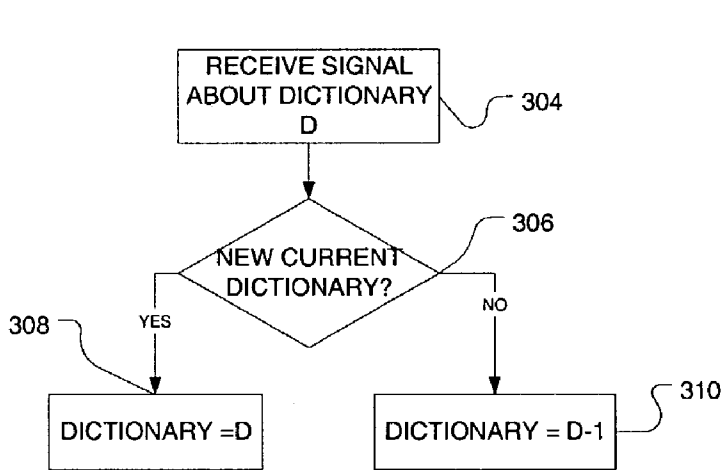 RECEIVE SIGNAL
ABOUT DICTIONARY
D
304
NEW CURRENT
DICTIONARY?
306
YES
NO
308
310
DICTIONARY =D
DICTIONARY = D-1